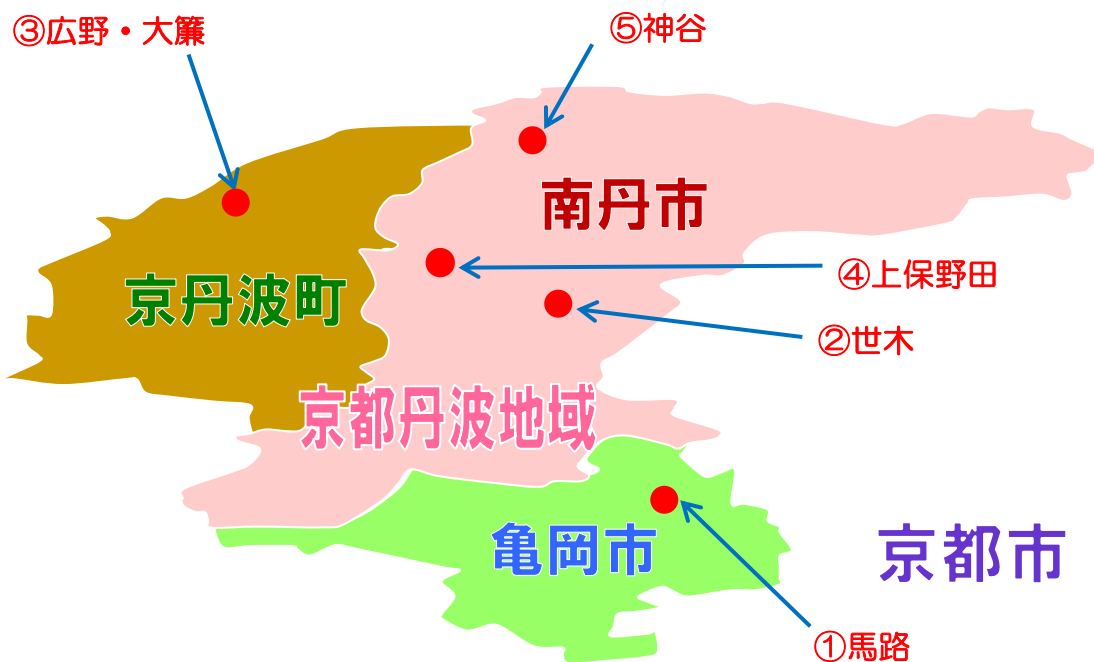 ③広野・大簾
⑤神谷
南丹市
④上保野田
京丹波町
②世木
京都丹波地域
亀岡市
京都市
①馬路